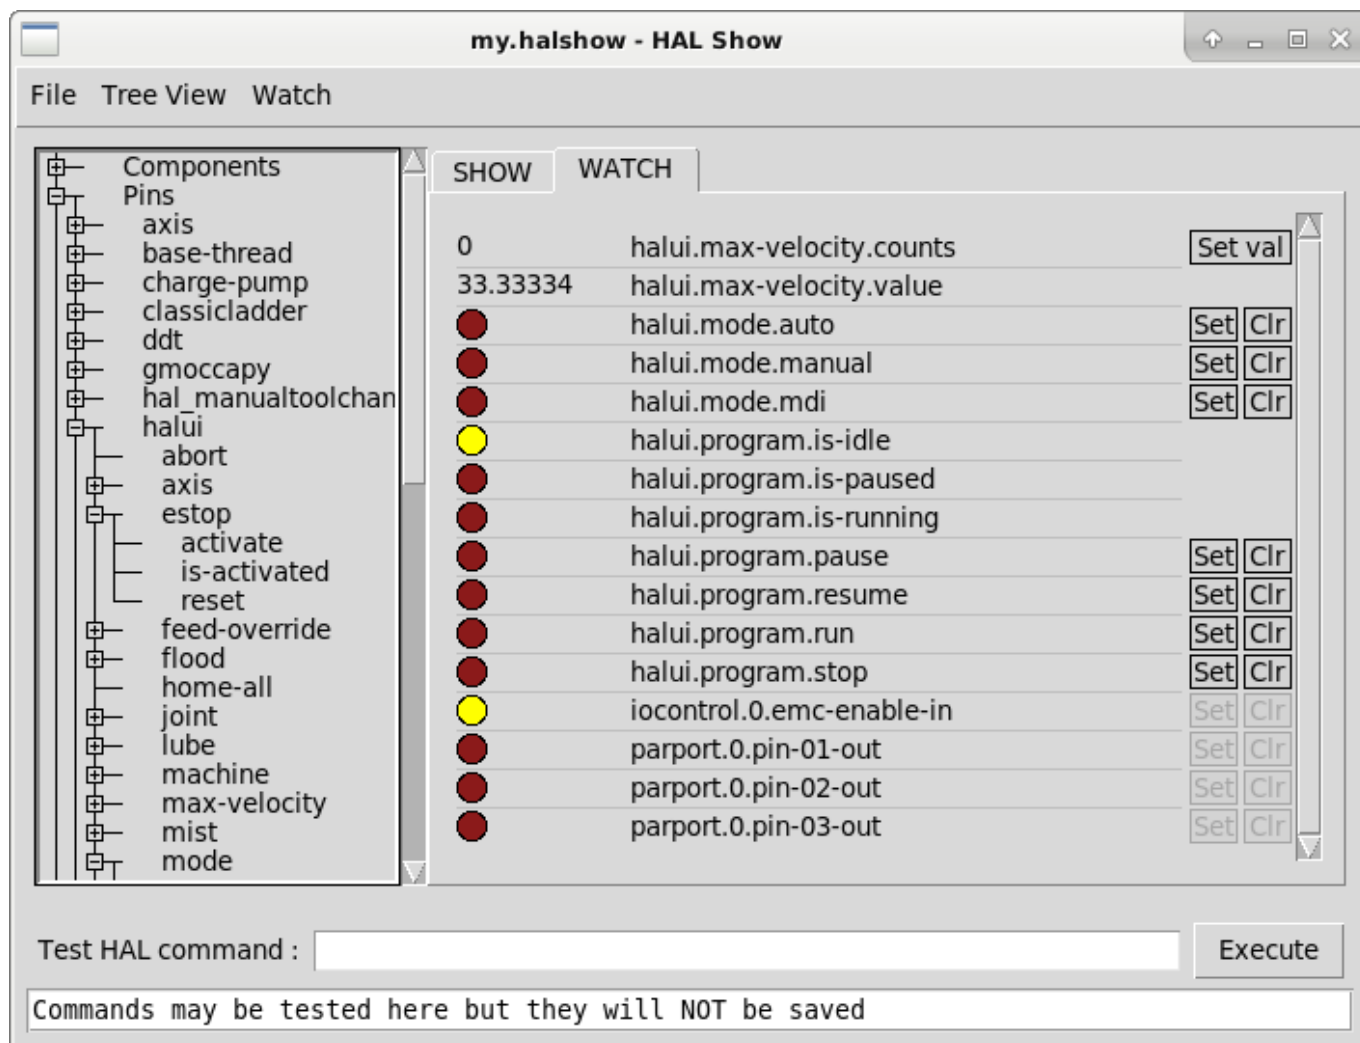 my.halshow - HAL Show
File Tree View Watch
Components
Pins
axis
base-thread
charge-pump
classicladder
ddt
gmoccapy
hal_manualtoolchan
halui
abort
axis
estop
activate
is-activated
reset
feed-override
flood
home-all
joint
lube
machine
max-velocity
mist
mode
SHOW WATCH
0 halui.max-velocity.counts Set val
33.33334 halui.max-velocity.value
halui.mode.auto Set Clr
halui.mode.manual Set Clr
halui.mode.mdi Set Clr
halui.program.is-idle
halui.program.is-paused
halui.program.is-running
halui.program.pause Set Clr
halui.program.resume Set Clr
halui.program.run Set Clr
halui.program.stop Set Clr
iocontrol.0.emc-enable-in Set Clr
parport.0.pin-01-out Set Clr
parport.0.pin-02-out Set Clr
parport.0.pin-03-out Set Clr
Test HAL command : Execute
Commands may be tested here but they will NOT be saved